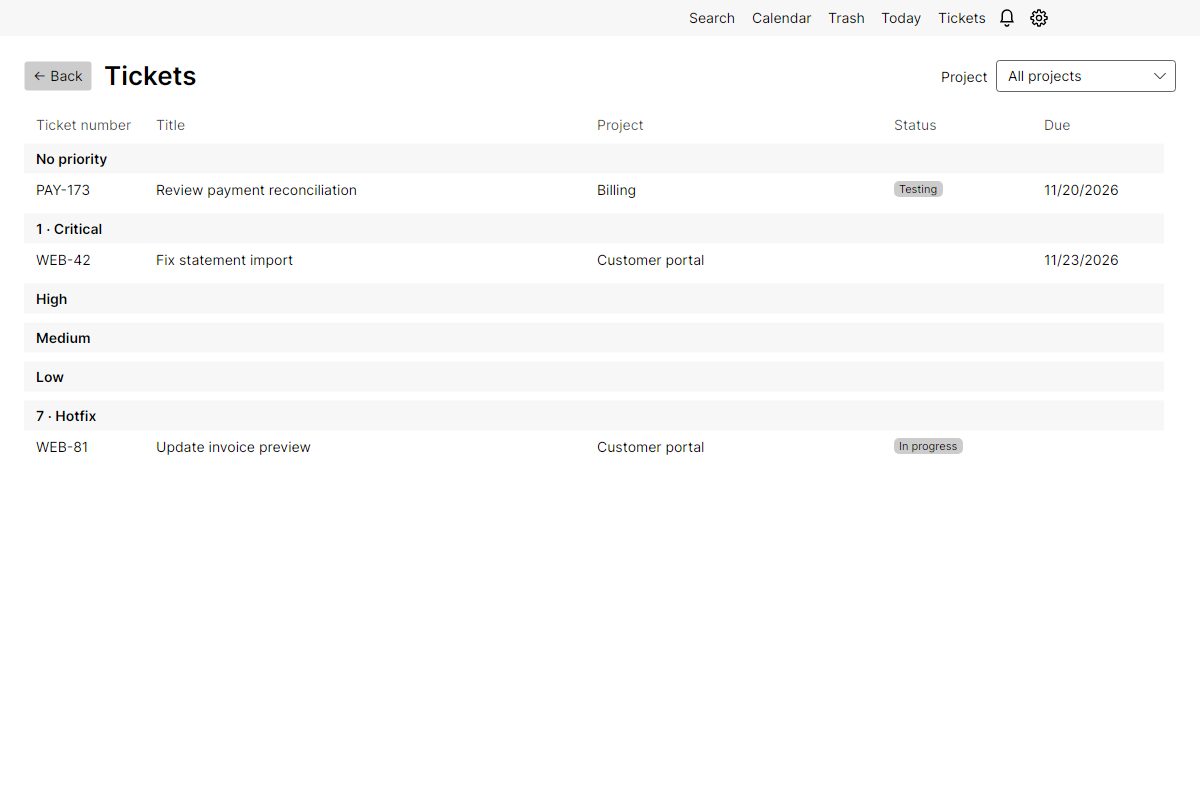 Search Calendar Trash Today Tickets
← Back Tickets Project All projects
Ticket number Title Project Status Due
No priority
PAY-173 Review payment reconciliation Billing Testing 11/20/2026
1 · Critical
WEB-42 Fix statement import Customer portal 11/23/2026
High
Medium
Low
7 · Hotfix
WEB-81 Update invoice preview Customer portal In progress